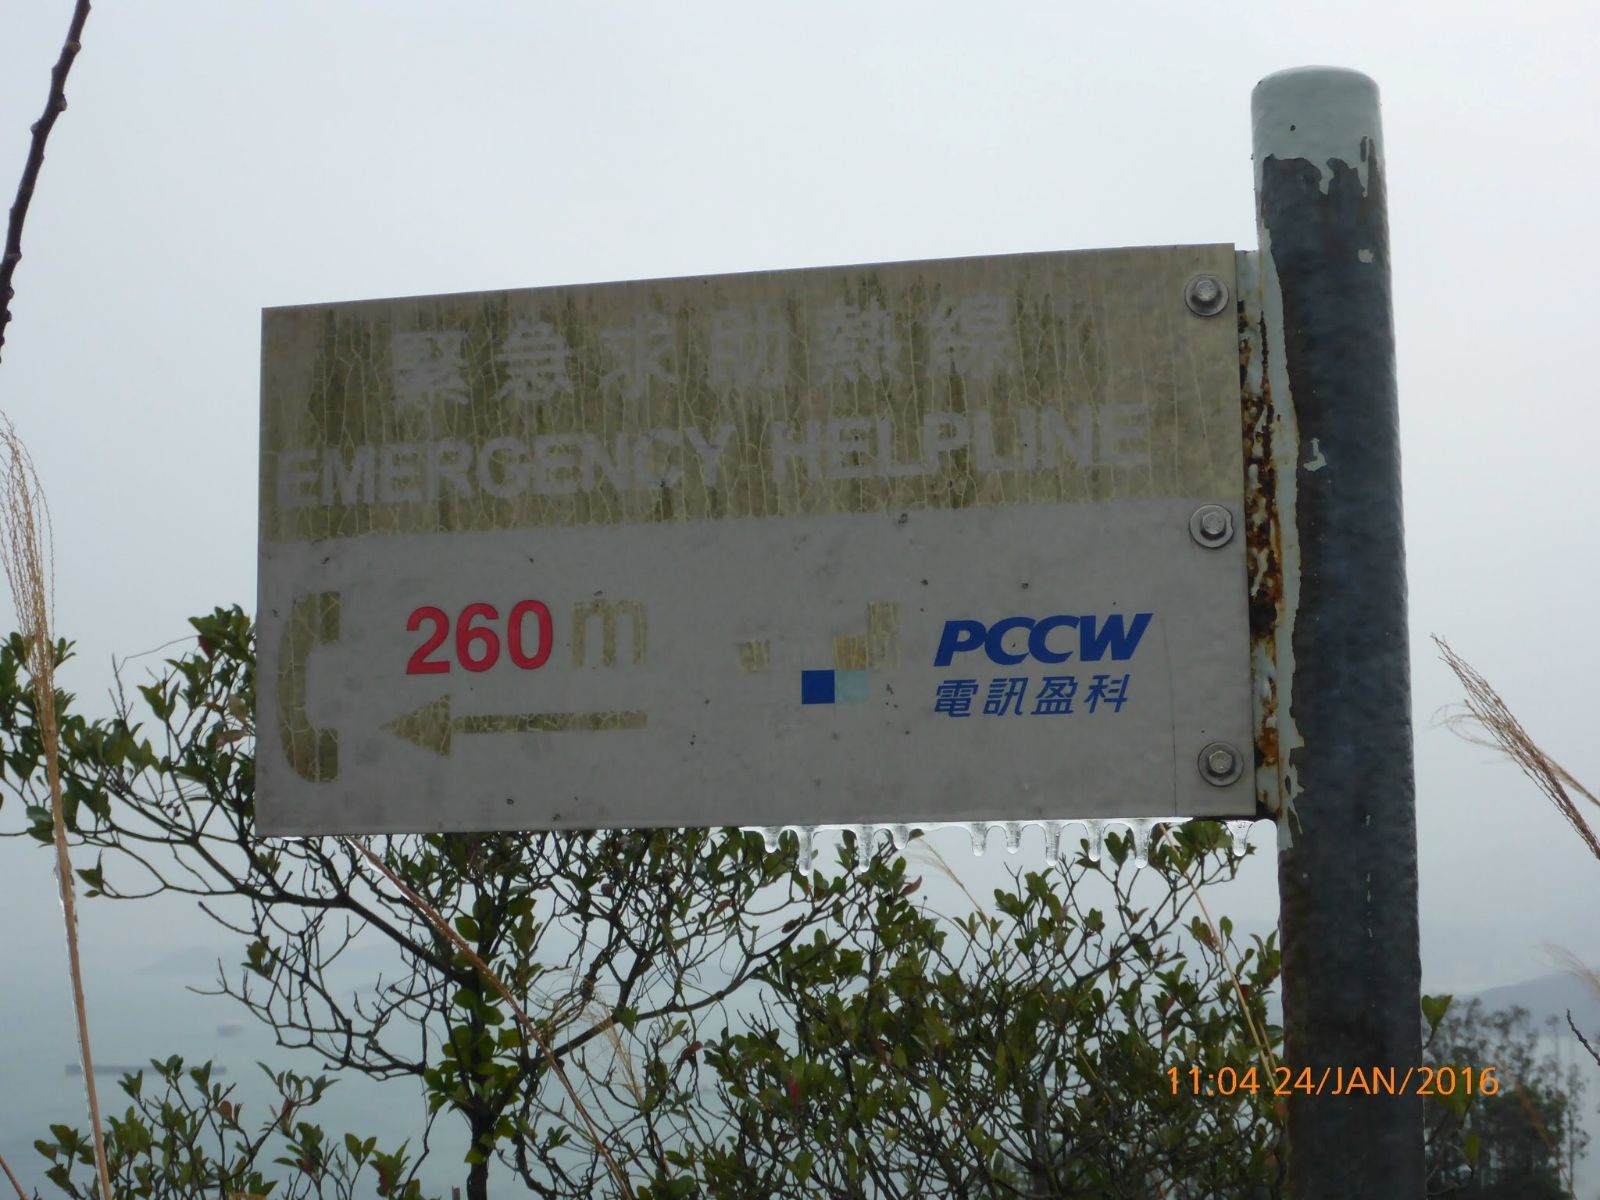 緊急求助熱線
EMERGENCY HELPLINE
260 m
PCCW
電訊盈科
11:04 24/JAN/2016